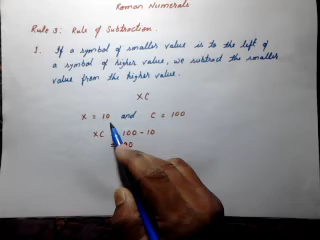 Roman Numerals
Rule 3: Rule of Subtraction.
1. If a symbol of smaller value is to the left of
a symbol of higher value, we subtract the smaller
value from the higher value.
XC
X = 10 and C = 100
XC 100 - 10
90